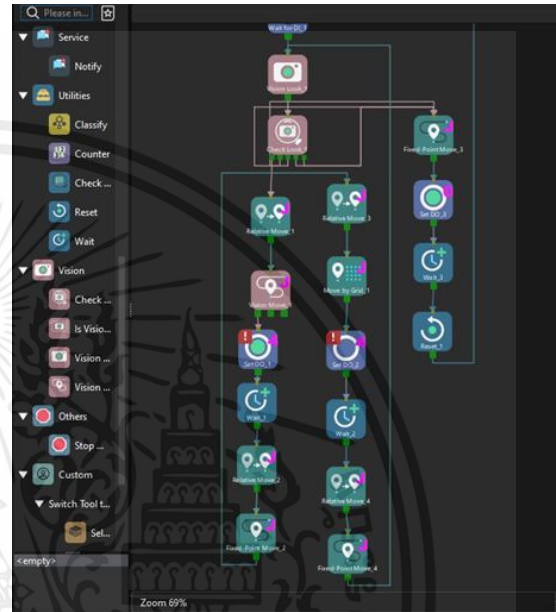 Please in...
Service
Notify
Utilities
Classify
Counter
Check ...
Reset
Wait
Vision
Check ...
Is Visio...
Vision ...
Vision ...
Others
Stop ...
Custom
Switch Tool t...
Sel...
<empty>
Wait for DI_1
Vision Look_1
Check Look_1
Fixed-Point Move_3
Relative Move_1
Relative Move_3
Set DO_3
Vision Move_1
Move by Grid_1
Wait_3
Set DO_1
Set DO_2
Reset_1
Wait_1
Wait_2
Relative Move_2
Relative Move_4
Fixed-Point Move_2
Fixed-Point Move_4
Zoom 69%